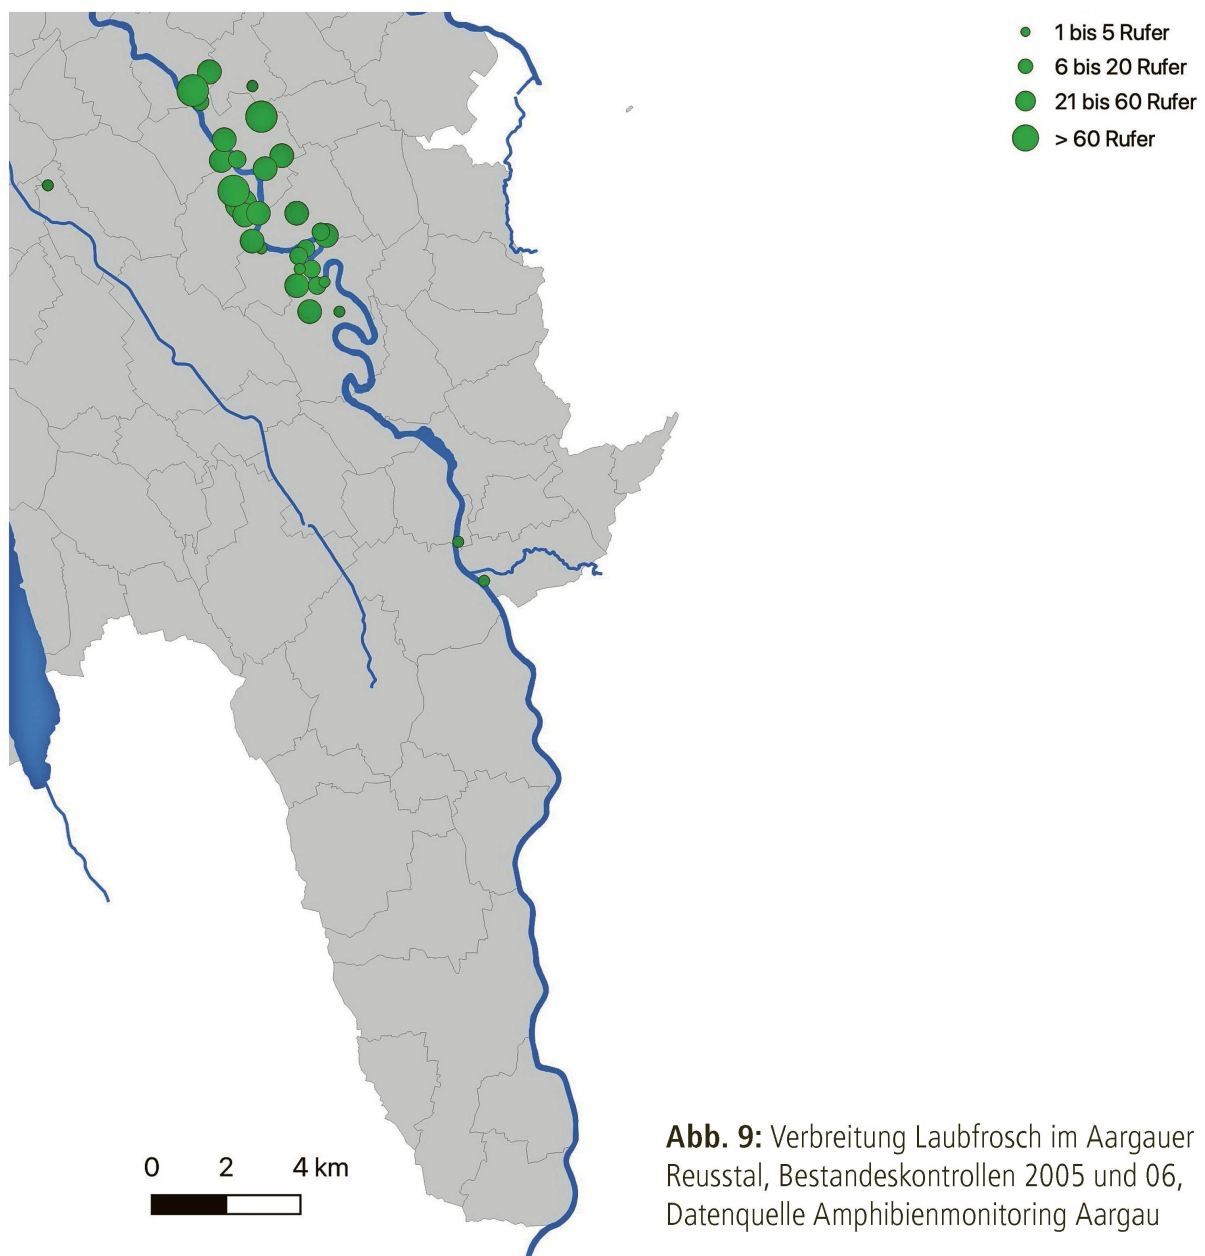 1 bis 5 Rufer
6 bis 20 Rufer
21 bis 60 Rufer
> 60 Rufer
0 2 4 km
Abb. 9: Verbreitung Laubfrosch im Aargauer
Reusstal, Bestandeskontrollen 2005 und 06,
Datenquelle Amphibienmonitoring Aargau